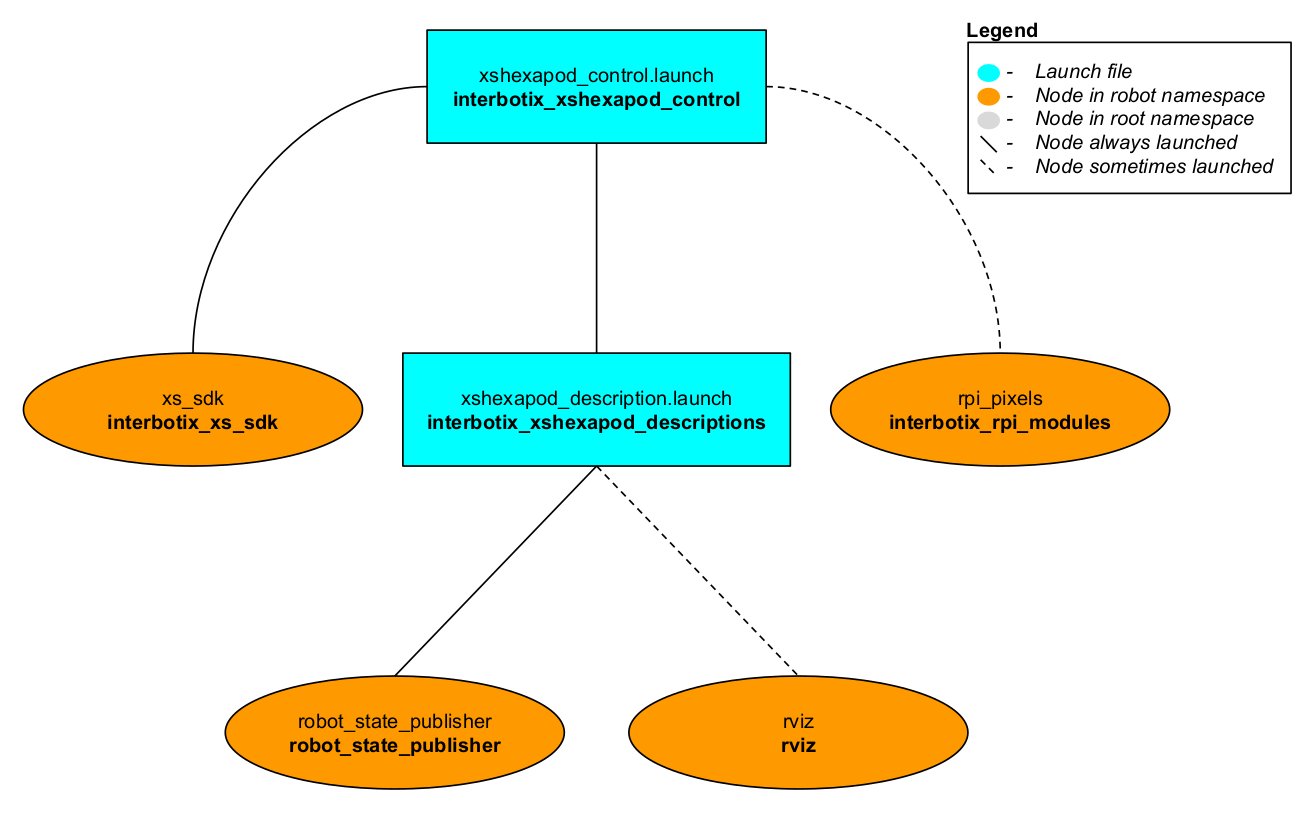 Legend
- Launch file
- Node in robot namespace
- Node in root namespace
- Node always launched
- Node sometimes launched
xshexapod_control.launch
interbotix_xshexapod_control
xs_sdk
interbotix_xs_sdk
xshexapod_description.launch
interbotix_xshexapod_descriptions
rpi_pixels
interbotix_rpi_modules
robot_state_publisher
robot_state_publisher
rviz
rviz